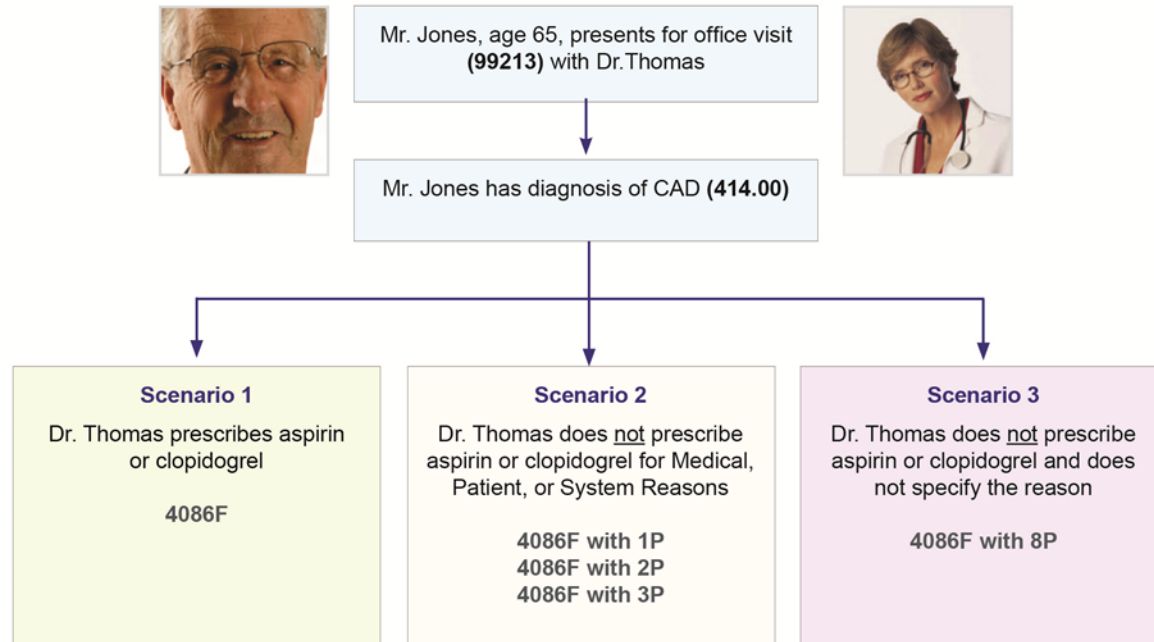 Mr. Jones, age 65, presents for office visit
(99213) with Dr.Thomas
Mr. Jones has diagnosis of CAD (414.00)
Scenario 1
Dr. Thomas prescribes aspirin
or clopidogrel
4086F
Scenario 2
Dr. Thomas does not prescribe
aspirin or clopidogrel for Medical,
Patient, or System Reasons
4086F with 1P
4086F with 2P
4086F with 3P
Scenario 3
Dr. Thomas does not prescribe
aspirin or clopidogrel and does
not specify the reason
4086F with 8P